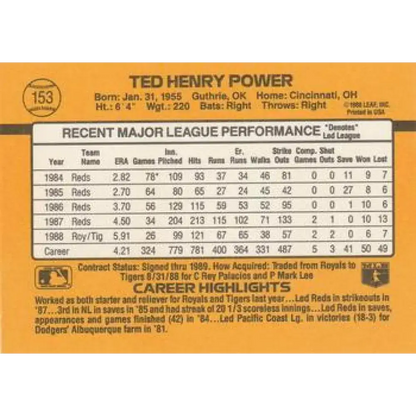 153
TED HENRY POWER
Born: Jan. 31, 1955 Guthrie, OK Home: Cincinnati, OH
Ht.: 6'4" Wgt.: 220 Bats: Right Throws: Right
© 1988 LEAF, INC.
Printed in USA
RECENT MAJOR LEAGUE PERFORMANCE "Denotes" Led League
Year Team Name ERA Games Inn. Pitched Hits Runs Er. Runs Walks Strike Outs Comp. Games Shut Outs Save Won Lost
1984 Reds 2.82 78* 109 93 37 34 46 81 0 0 11 9 7
1985 Reds 2.70 64 80 65 27 24 45 42 0 0 27 8 6
1986 Reds 3.70 56 129 115 59 53 52 95 0 0 1 10 6
1987 Reds 4.50 34 204 213 115 102 71 133 2 1 0 10 13
1988 Roy/Tig 5.91 26 99 121 67 65 38 57 2 2 0 6 7
Career 4.21 324 779 781 400 364 331 487 5 3 41 50 49
Contract Status: Signed thru 1989. How Acquired: Traded from Royals to
Tigers 8/31/88 for C Rey Palacios and P Mark Lee
CAREER HIGHLIGHTS
Worked as both starter and reliever for Royals and Tigers last year...Led Reds in strikeouts in
'87...3rd in NL in saves in '85 and had streak of 20 1/3 scoreless innings...Led Reds in saves,
appearances and games finished (42) in '84...Led Pacific Coast Lg. in victories (18-3) for
Dodgers' Albuquerque farm in '81.